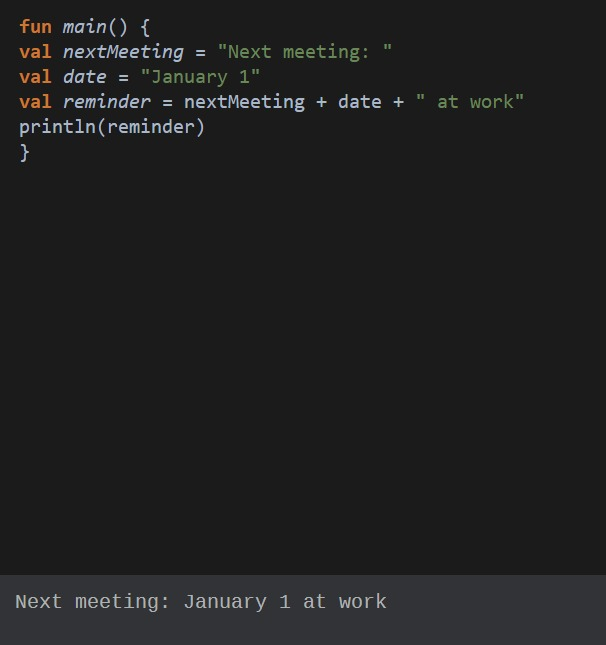 fun main() {
val nextMeeting = "Next meeting: "
val date = "January 1"
val reminder = nextMeeting + date + " at work"
println(reminder)
}
Next meeting: January 1 at work